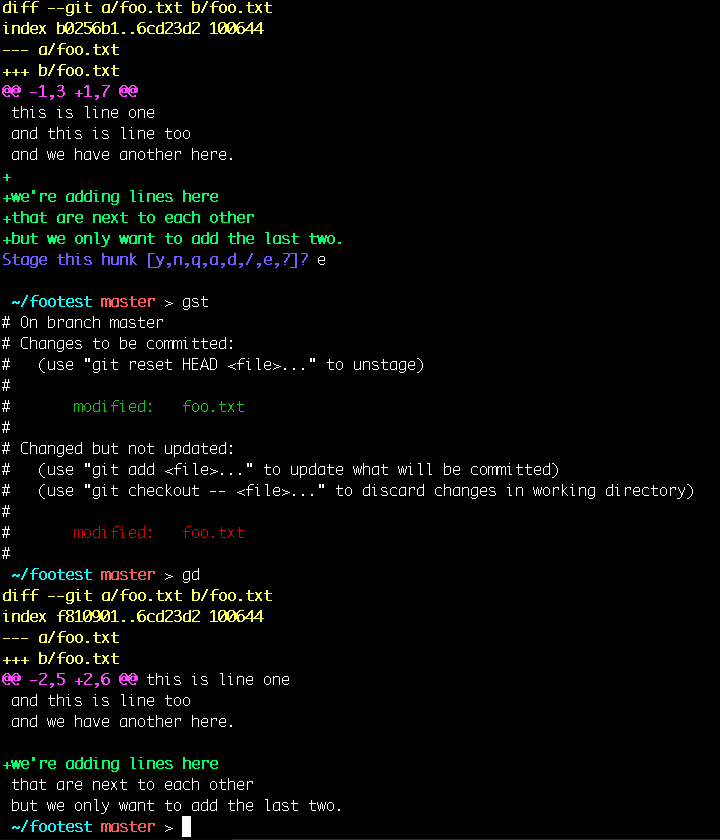 diff --git a/foo.txt b/foo.txt
index b0256b1..6cd23d2 100644
--- a/foo.txt
+++ b/foo.txt
@@ -1,3 +1,7 @@
 this is line one
 and this is line too
 and we have another here.
+
+we're adding lines here
+that are next to each other
+but we only want to add the last two.
Stage this hunk [y,n,q,a,d,/,e,?]? e
 ~/footest master > gst
# On branch master
# Changes to be committed:
#   (use "git reset HEAD <file>..." to unstage)
#
#       modified:   foo.txt
#
# Changed but not updated:
#   (use "git add <file>..." to update what will be committed)
#   (use "git checkout -- <file>..." to discard changes in working directory)
#
#       modified:   foo.txt
#
 ~/footest master > gd
diff --git a/foo.txt b/foo.txt
index f810901..6cd23d2 100644
--- a/foo.txt
+++ b/foo.txt
@@ -2,5 +2,6 @@ this is line one
 and this is line too
 and we have another here.
+we're adding lines here
 that are next to each other
 but we only want to add the last two.
 ~/footest master >